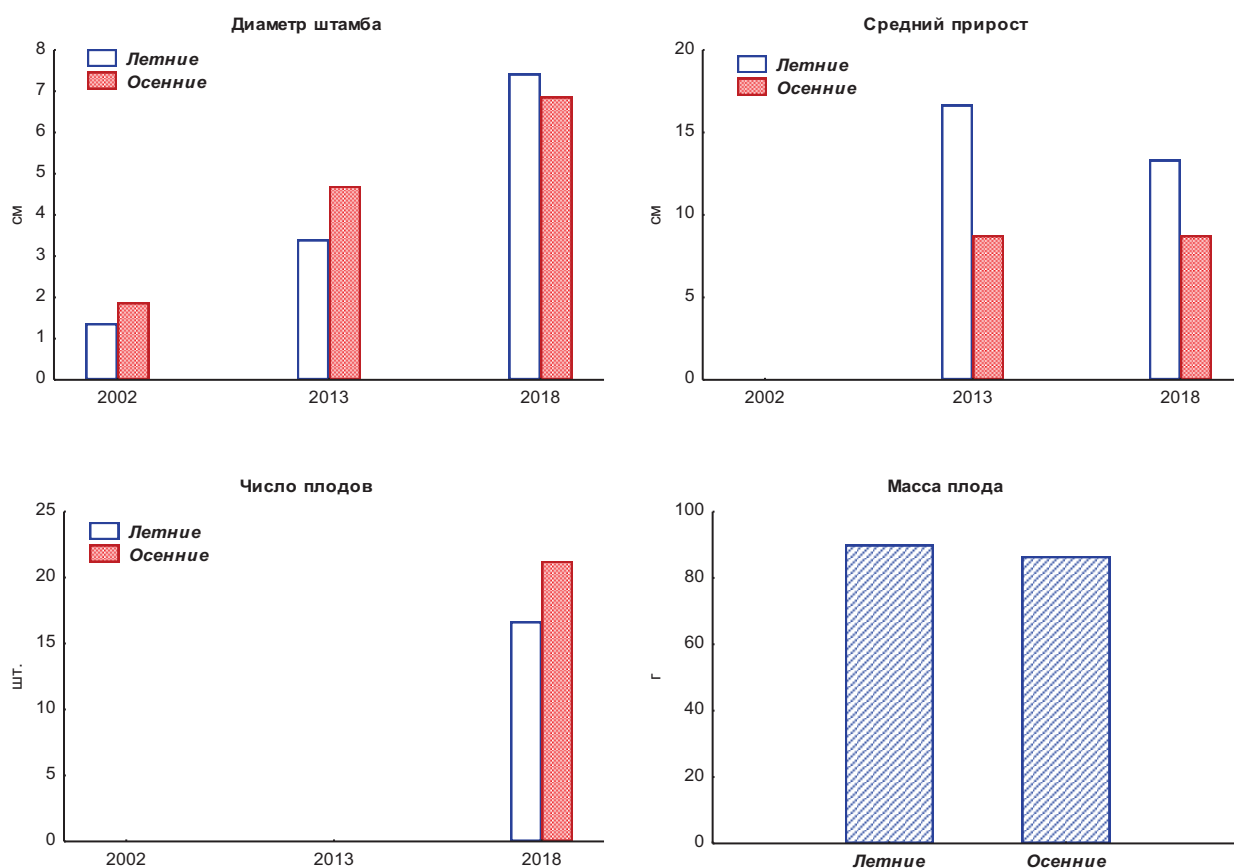 Диаметр штамба
8
7
6
5
4
3
2
1
0
см
Летние
Осенние
2002
2013
2018
Средний прирост
20
15
10
5
0
см
Летние
Осенние
2002
2013
2018
Число плодов
25
20
15
10
5
0
шт.
Летние
Осенние
2002
2013
2018
Масса плода
100
80
60
40
20
0
г
Летние
Осенние